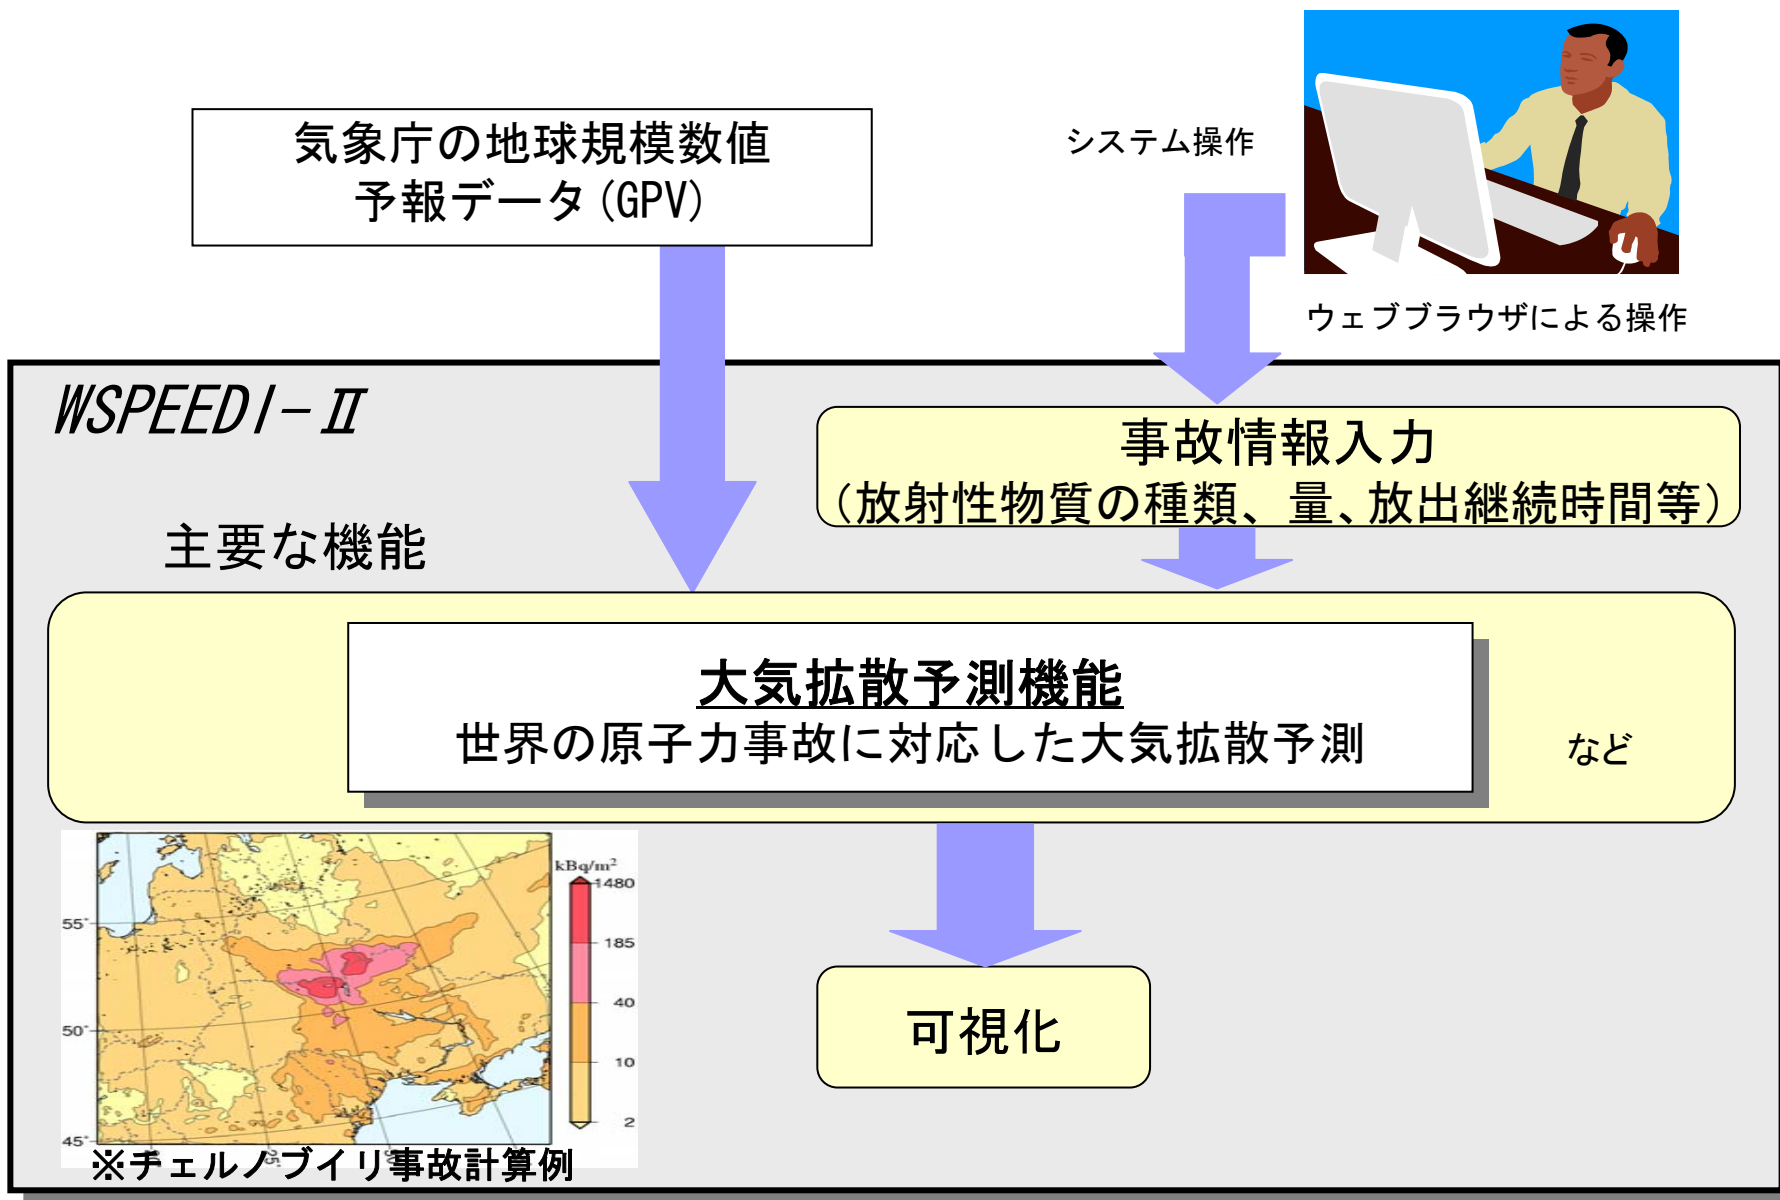 気象庁の地球規模数値
予報データ(GPV)
システム操作
ウェブブラウザによる操作
WSPEEDI-Ⅱ
事故情報入力
(放射性物質の種類、量、放出継続時間等)
主要な機能
大気拡散予測機能
世界の原子力事故に対応した大気拡散予測
など
kBq/m²
1480
185
40
10
2
55°
50°
45°
25°
※チェルノブイリ事故計算例
可視化